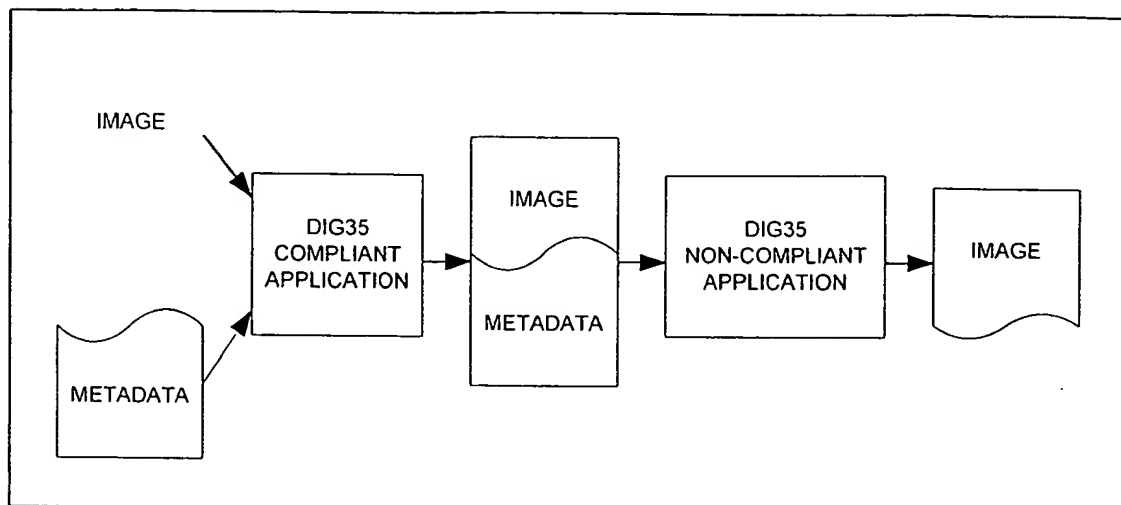 IMAGE
METADATA
DIG35
COMPLIANT
APPLICATION
IMAGE
METADATA
DIG35
NON-COMPLIANT
APPLICATION
IMAGE